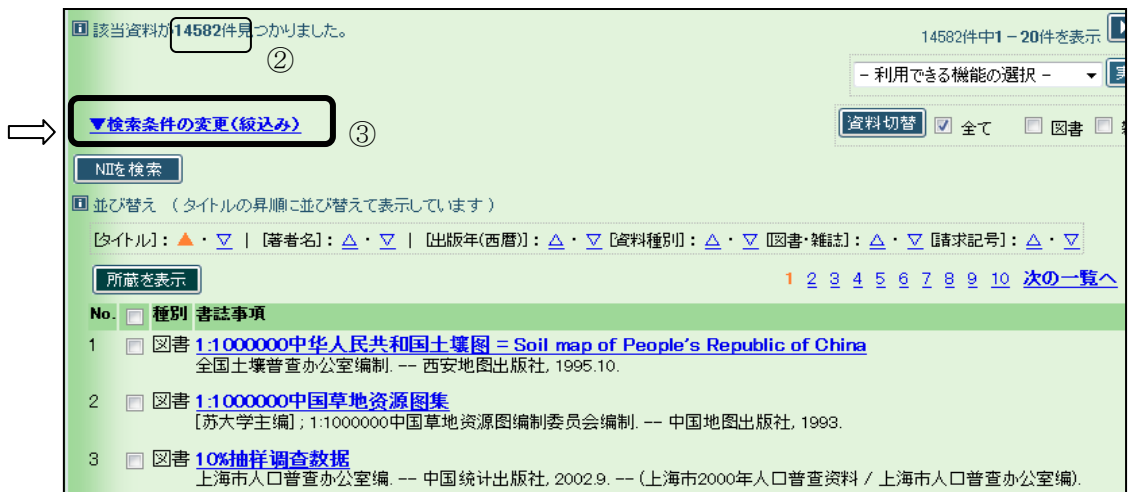 該当資料が14582件見つかりました。
②
14582件中1－20件を表示
－利用できる機能の選択－
▼検索条件の変更(絞込み)
③
資料切替 全て 図書
NIIを検索
並び替え （タイトルの昇順に並び替えて表示しています）
[タイトル]：▲・▽ | [著者名]：△・▽ | [出版年(西暦)]：△・▽ [資料種別]：△・▽ [図書・雑誌]：△・▽ [請求記号]：△・▽
所蔵を表示
1 2 3 4 5 6 7 8 9 10 次の一覧へ
No. 種別 書誌事項
1 図書 1:1000000中华人民共和国土壤图 = Soil map of People's Republic of China
全国土壤普查办公室编制. -- 西安地图出版社, 1995.10.
2 図書 1:1000000中国草地资源图集
[苏大学主编] ; 1:1000000中国草地资源图编制委员会编制. -- 中国地图出版社, 1993.
3 図書 10%抽样调查数据
上海市人口普查办公室编. -- 中国统计出版社, 2002.9. -- (上海市2000年人口普查资料 / 上海市人口普查办公室编).